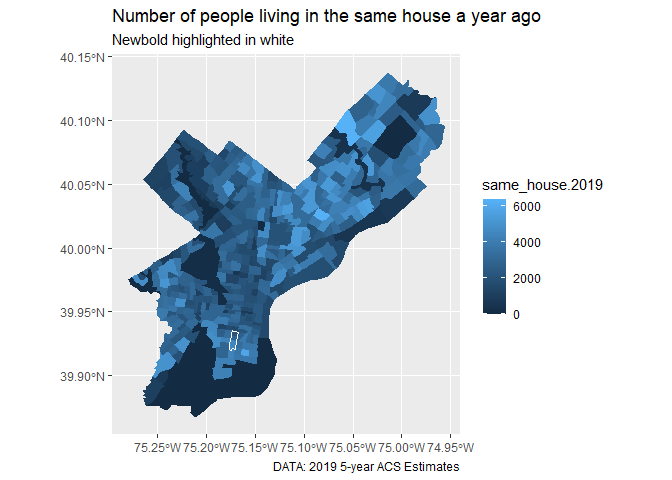 Number of people living in the same house a year ago
Newbold highlighted in white
40.15°N
40.10°N
40.05°N
40.00°N
39.95°N
39.90°N
75.25°W 75.20°W 75.15°W 75.10°W 75.05°W 75.00°W 74.95°W
same_house.2019
6000
4000
2000
0
DATA: 2019 5-year ACS Estimates